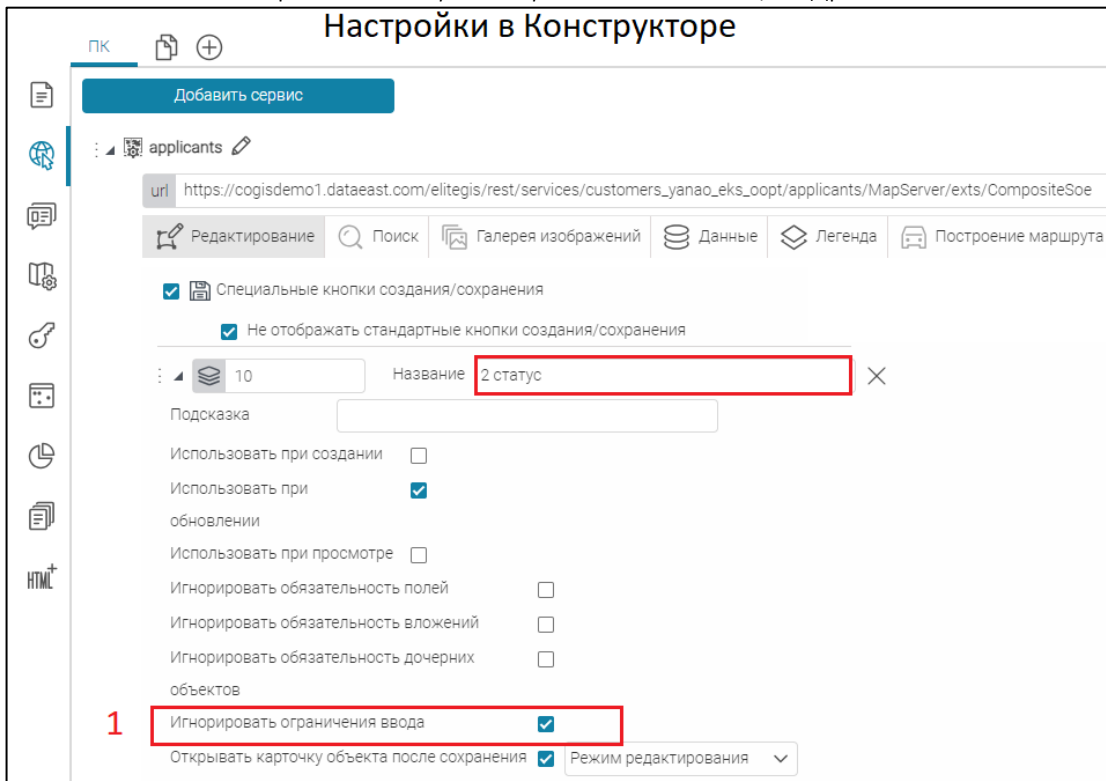 Настройки в Конструкторе
ПК
Добавить сервис
applicants
url https://cogisdemo1.dataeast.com/elitegis/rest/services/customers_yanao_eks_oopt/applicants/MapServer/exts/CompositeSoe
Редактирование Поиск Галерея изображений Данные Легенда Построение маршрута
Специальные кнопки создания/сохранения
Не отображать стандартные кнопки создания/сохранения
10 Название 2 статус
Подсказка
Использовать при создании
Использовать при
обновлении
Использовать при просмотре
HTML+
Игнорировать обязательность полей
Игнорировать обязательность вложений
Игнорировать обязательность дочерних
объектов
1 Игнорировать ограничения ввода
Открывать карточку объекта после сохранения Режим редактирования